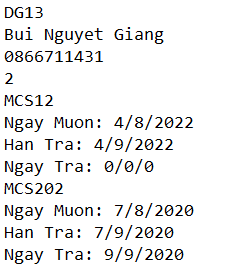 DG13
Bui Nguyet Giang
0866711431
2
MCS12
Ngay Muon: 4/8/2022
Han Tra: 4/9/2022
Ngay Tra: 0/0/0
MCS202
Ngay Muon: 7/8/2020
Han Tra: 7/9/2020
Ngay Tra: 9/9/2020